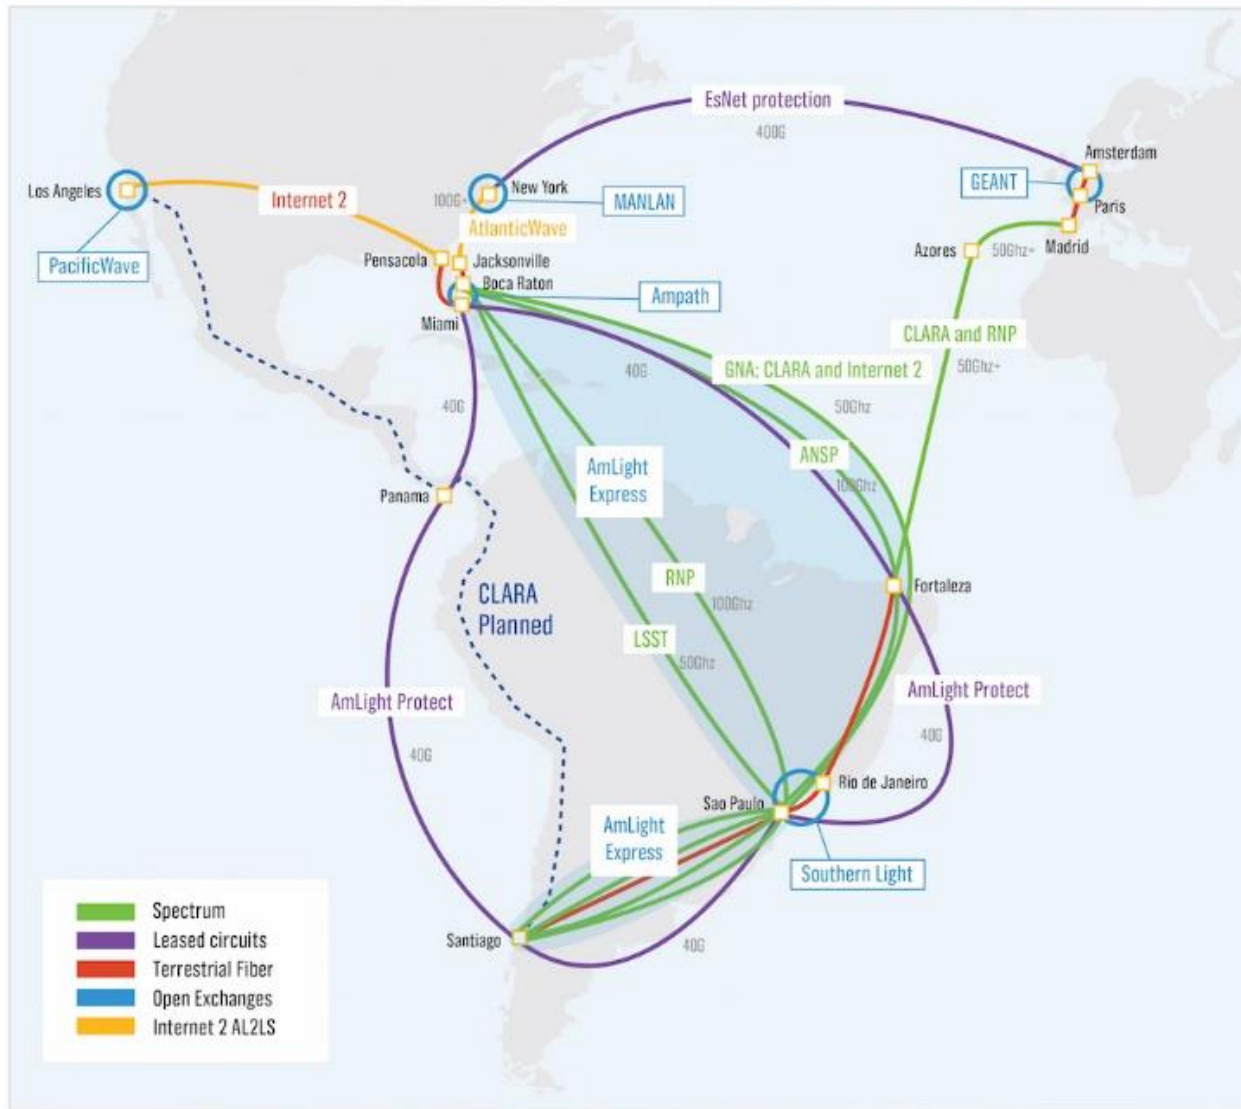 EsNet protection
400G
Amsterdam
GEANT
Paris
Los Angeles
Internet 2
100G+
New York
MANLAN
AtlanticWave
Madrid
Azores
50Ghz+
PacificWave
Pensacola
Jacksonville
Boca Raton
Ampath
Miami
CLARA and RNP
50Ghz+
GNA: CLARA and Internet 2
40G
50Ghz
40G
ANSP
100Ghz
AmLight
Express
Panama
RNP
100Ghz
Fortaleza
CLARA
Planned
LSST
50Ghz
AmLight Protect
AmLight Protect
40G
40G
Rio de Janeiro
Sao Paulo
AmLight
Express
Southern Light
Santiago
40G
Spectrum
Leased circuits
Terrestrial Fiber
Open Exchanges
Internet 2 AL2LS